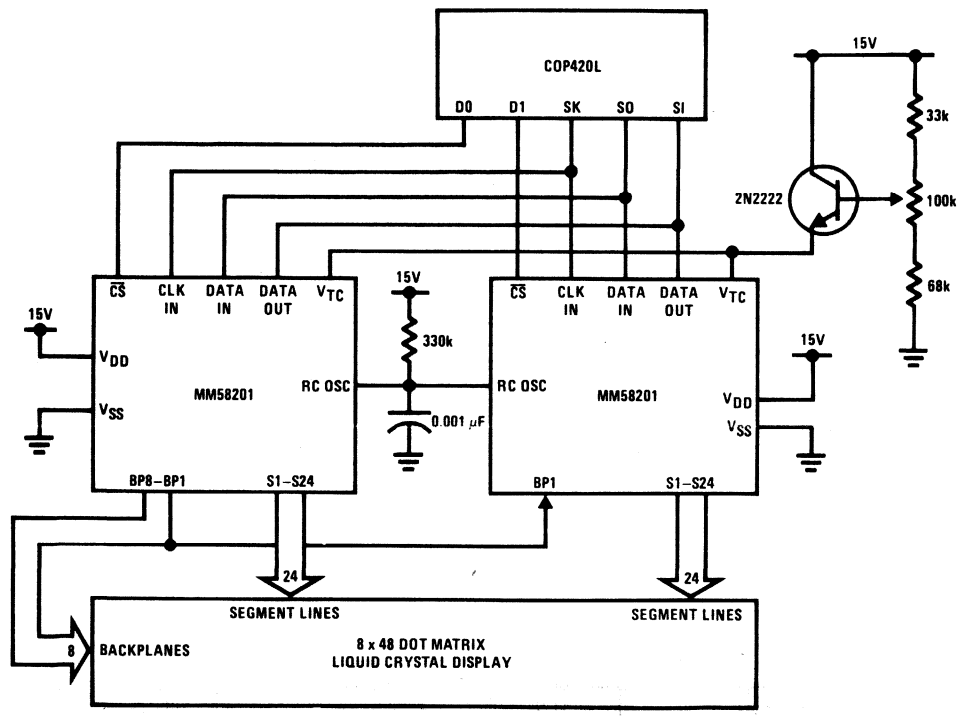 COP420L
D0 D1 SK SO SI
15V
33k
2N2222
100k
68k
CS CLK IN DATA IN DATA OUT VTC
15V
330k
CS CLK IN DATA IN DATA OUT VTC
15V
VDD
MM58201
RC OSC
RC OSC
MM58201
15V
VDD
VSS
0.001 μF
VSS
BP8–BP1
S1–S24
BP1
S1–S24
24
24
SEGMENT LINES
SEGMENT LINES
8
BACKPLANES
8 x 48 DOT MATRIX
LIQUID CRYSTAL DISPLAY